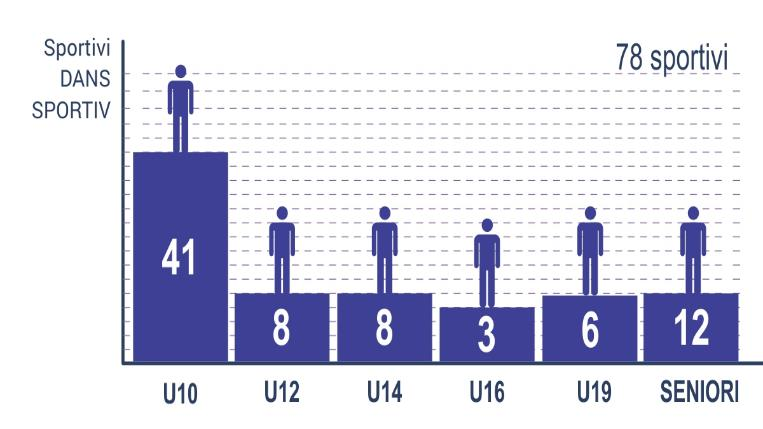 Sportivi
DANS
SPORTIV
78 sportivi
41
8
8
3
6
12
U10
U12
U14
U16
U19
SENIORI